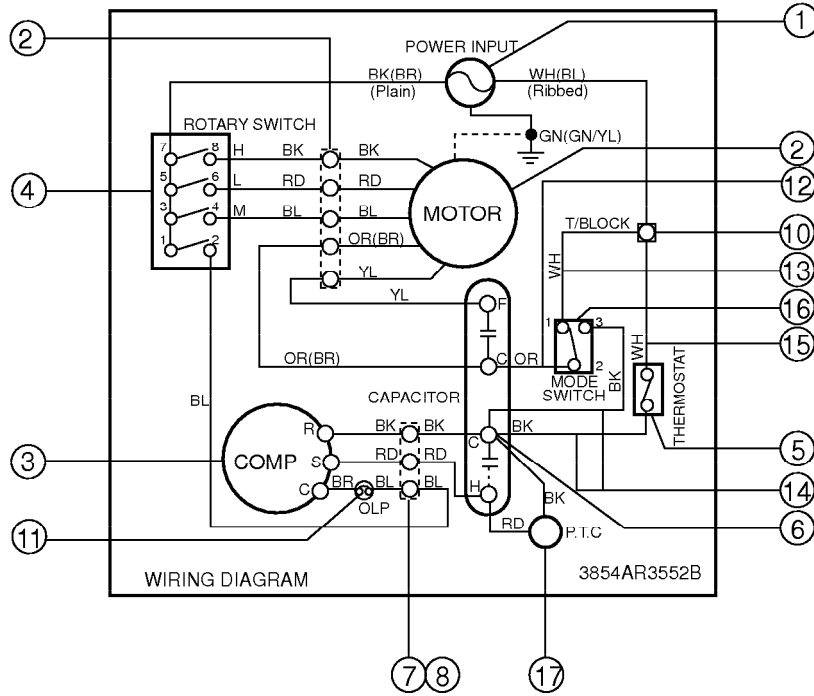 1
2
POWER INPUT
BK(BR)
(Plain)
WH(BL)
(Ribbed)
ROTARY SWITCH
GN(GN/YL)
2
7 8 H BK BK
4
5 6 L RD RD
12
3 4 M BL BL
MOTOR
T/BLOCK
10
1 2
OR(BR)
WH
13
YL
YL
F
16
1 3
OR(BR)
C OR
2
WH
15
BK
MODE
SWITCH
THERMOSTAT
BL
CAPACITOR
R BK BK
C
BK
5
3
COMP
S RD RD
C BR BL BL
H
14
OLP
BK
6
11
RD
P.T.C
WIRING DIAGRAM
3854AR3552B
7 8
17